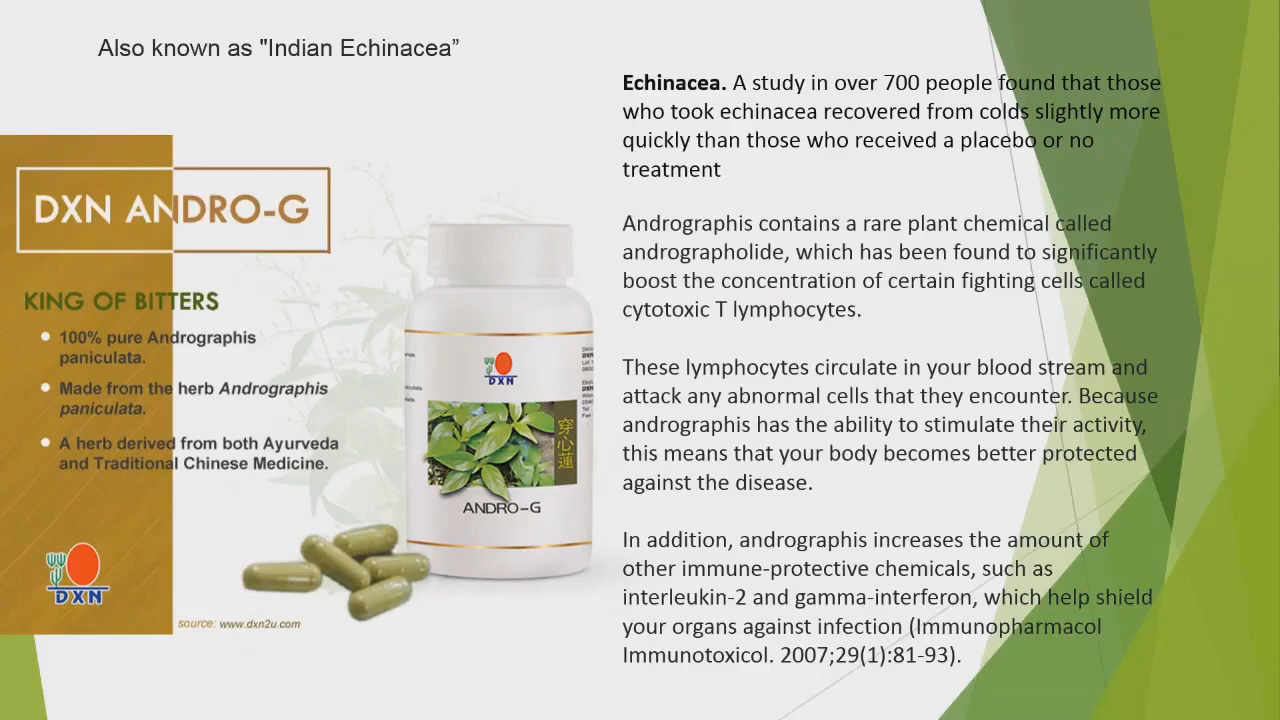 Also known as "Indian Echinacea”
DXN ANDRO-G
KING OF BITTERS
100% pure Andrographis
paniculata.
Made from the herb Andrographis
paniculata.
A herb derived from both Ayurveda
and Traditional Chinese Medicine.
DXN
source: www.dxn2u.com
DXN
穿心蓮
ANDRO-G
Echinacea. A study in over 700 people found that those
who took echinacea recovered from colds slightly more
quickly than those who received a placebo or no
treatment
Andrographis contains a rare plant chemical called
andrographolide, which has been found to significantly
boost the concentration of certain fighting cells called
cytotoxic T lymphocytes.
These lymphocytes circulate in your blood stream and
attack any abnormal cells that they encounter. Because
andrographis has the ability to stimulate their activity,
this means that your body becomes better protected
against the disease.
In addition, andrographis increases the amount of
other immune-protective chemicals, such as
interleukin-2 and gamma-interferon, which help shield
your organs against infection (Immunopharmacol
Immunotoxicol. 2007;29(1):81-93).